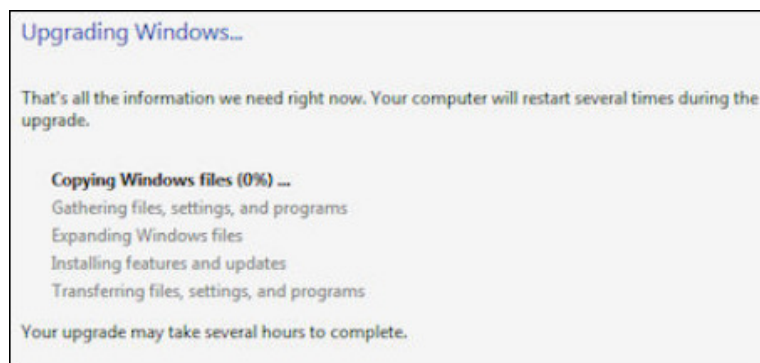 Upgrading Windows...
That's all the information we need right now. Your computer will restart several times during the
upgrade.
Copying Windows files (0%) ...
Gathering files, settings, and programs
Expanding Windows files
Installing features and updates
Transferring files, settings, and programs
Your upgrade may take several hours to complete.